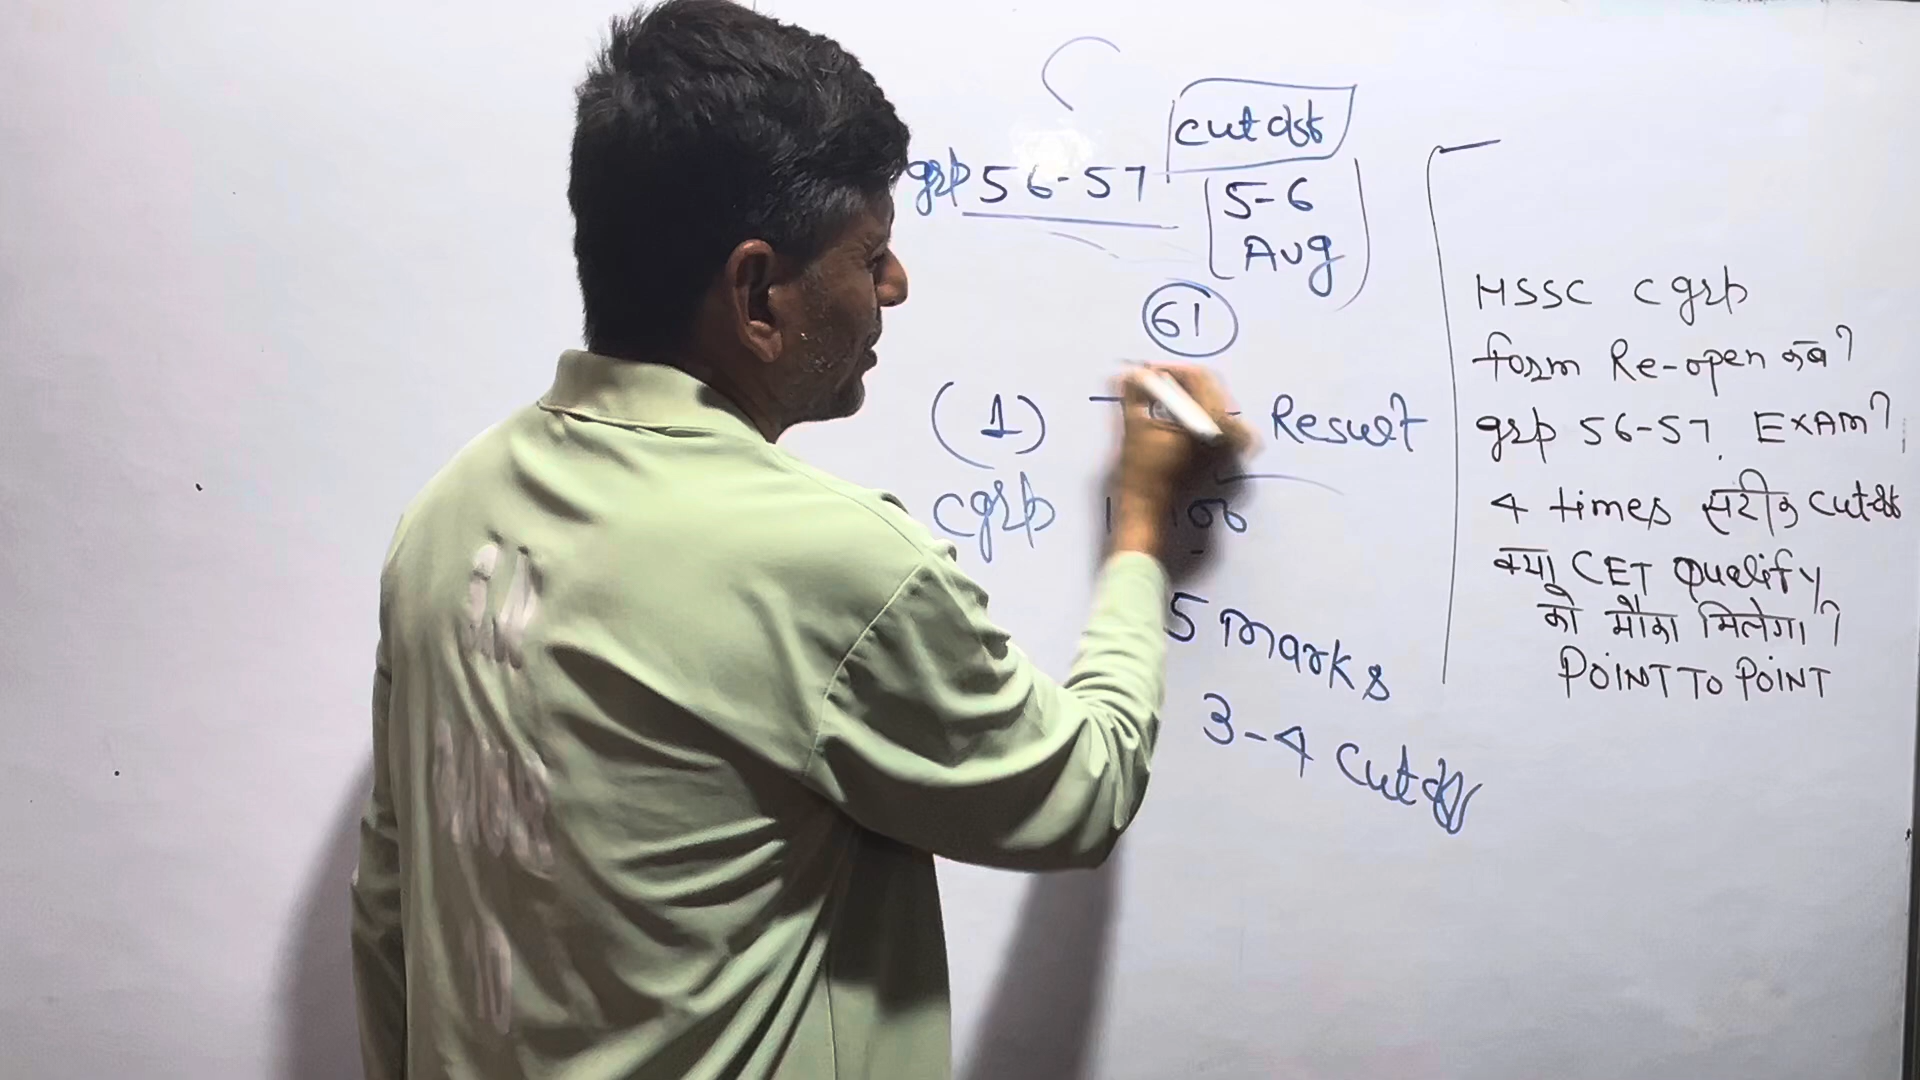 cutoff
grp 56-57
5-6
Aug
61
(1) Result
cgrp
5 marks
3-4 cutoff
HSSC C grp
form Re-open कब?
grp 56-57 EXAM?
4 times सटीक cutoff
क्या CET Qualify
को मौका मिलेगा?
POINT TO POINT